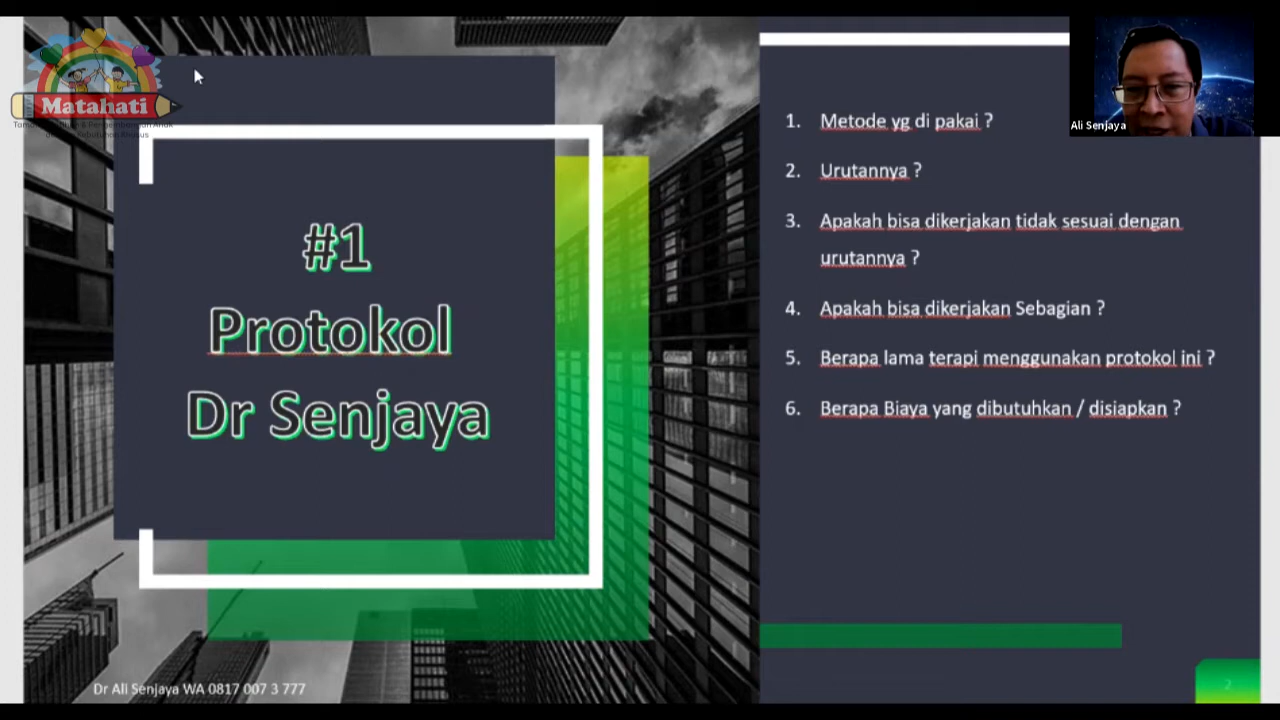 Matahati
#1
Protokol
Dr Senjaya
Dr Ali Senjaya WA 0817 007 3 777
1. Metode yg di pakai ?
2. Urutannya ?
3. Apakah bisa dikerjakan tidak sesuai dengan
urutannya ?
4. Apakah bisa dikerjakan Sebagian ?
5. Berapa lama terapi menggunakan protokol ini ?
6. Berapa Biaya yang dibutuhkan / disiapkan ?
Ali Senjaya
2